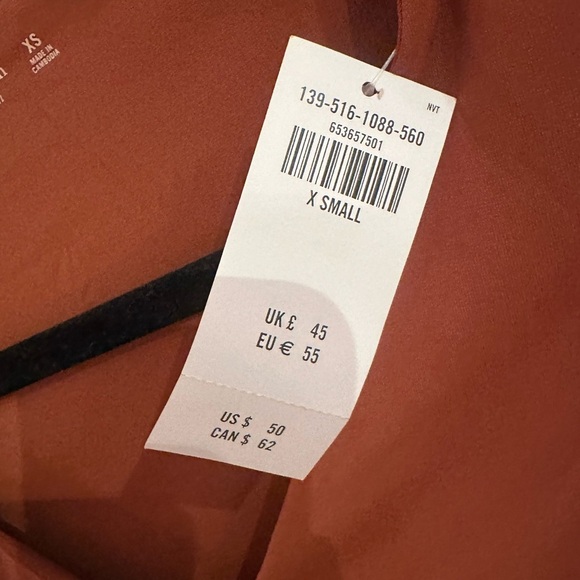 XS
MADE IN
CAMBODIA
NVT
139-516-1088-560
653657501
X SMALL
UK £ 45
EU € 55
US $ 50
CAN $ 62